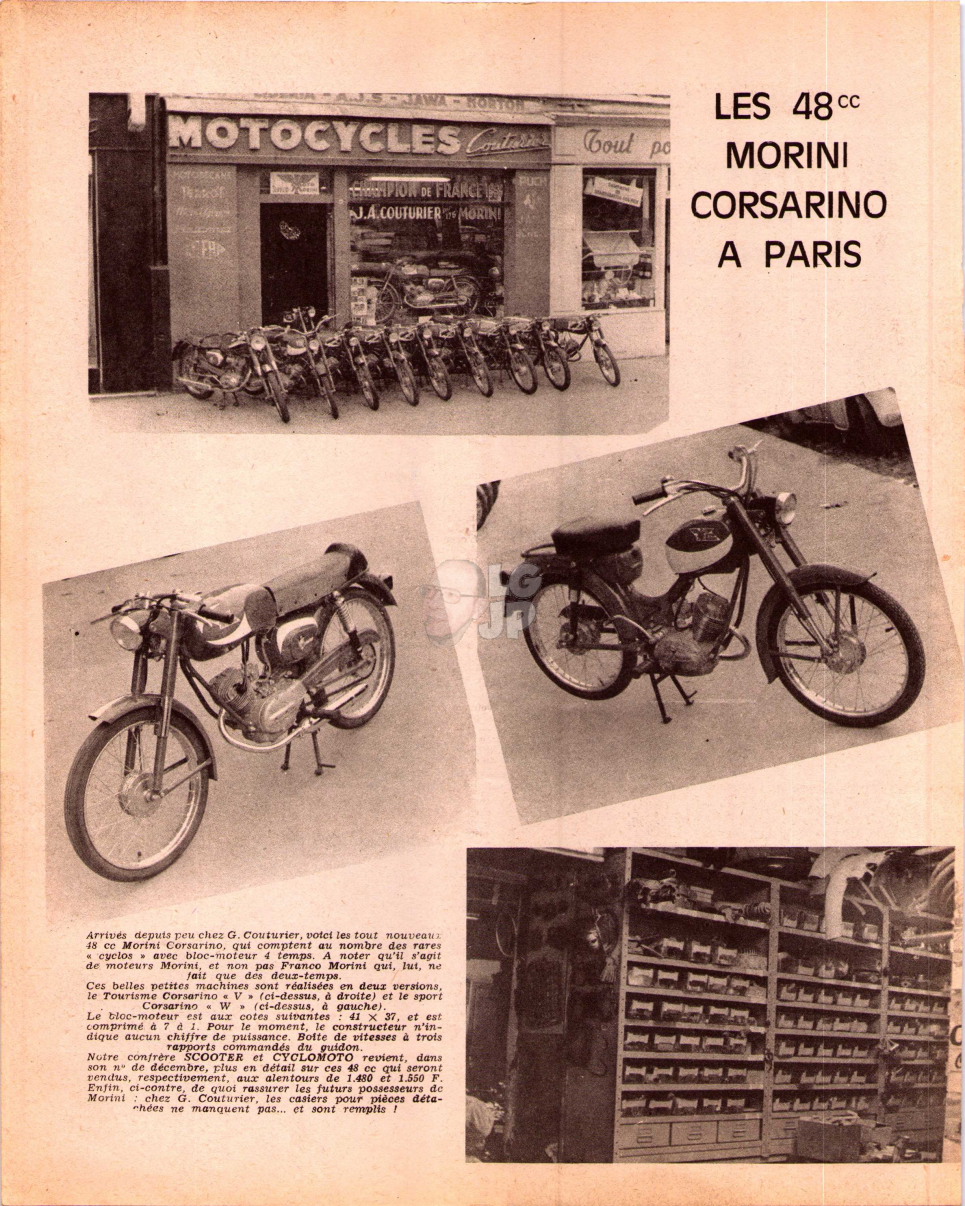 LES 48cc
MORINI
CORSARINO
A PARIS
A.J.S - JAWA - NORTON
MOTOCYCLES Couturier
Tout po
CHAMPION DE FRANCE
J.A. COUTURIER MORINI
PUCH
LG
JP
Arrivés depuis peu chez G. Couturier, voici les tout nouveaux
48 cc Morini Corsarino, qui comptent au nombre des rares
« cyclos » avec bloc-moteur 4 temps. A noter qu'il s'agit
de moteurs Morini, et non pas Franco Morini qui, lui, ne
fait que des deux-temps.
Ces belles petites machines sont réalisées en deux versions,
le Tourisme Corsarino « V » (ci-dessus, à droite) et le sport
Corsarino « W » (ci-dessus, à gauche).
Le bloc-moteur est aux cotes suivantes : 41 × 37, et est
comprimé à 7 à 1. Pour le moment, le constructeur n'in-
dique aucun chiffre de puissance. Boîte de vitesses à trois
rapports commandés du guidon.
Notre confrère SCOOTER et CYCLOMOTO revient, dans
son n° de décembre, plus en détail sur ces 48 cc qui seront
vendus, respectivement, aux alentours de 1.480 et 1.550 F.
Enfin, ci-contre, de quoi rassurer les futurs possesseurs de
Morini : chez G. Couturier, les casiers pour pièces déta-
chées ne manquent pas... et sont remplis !